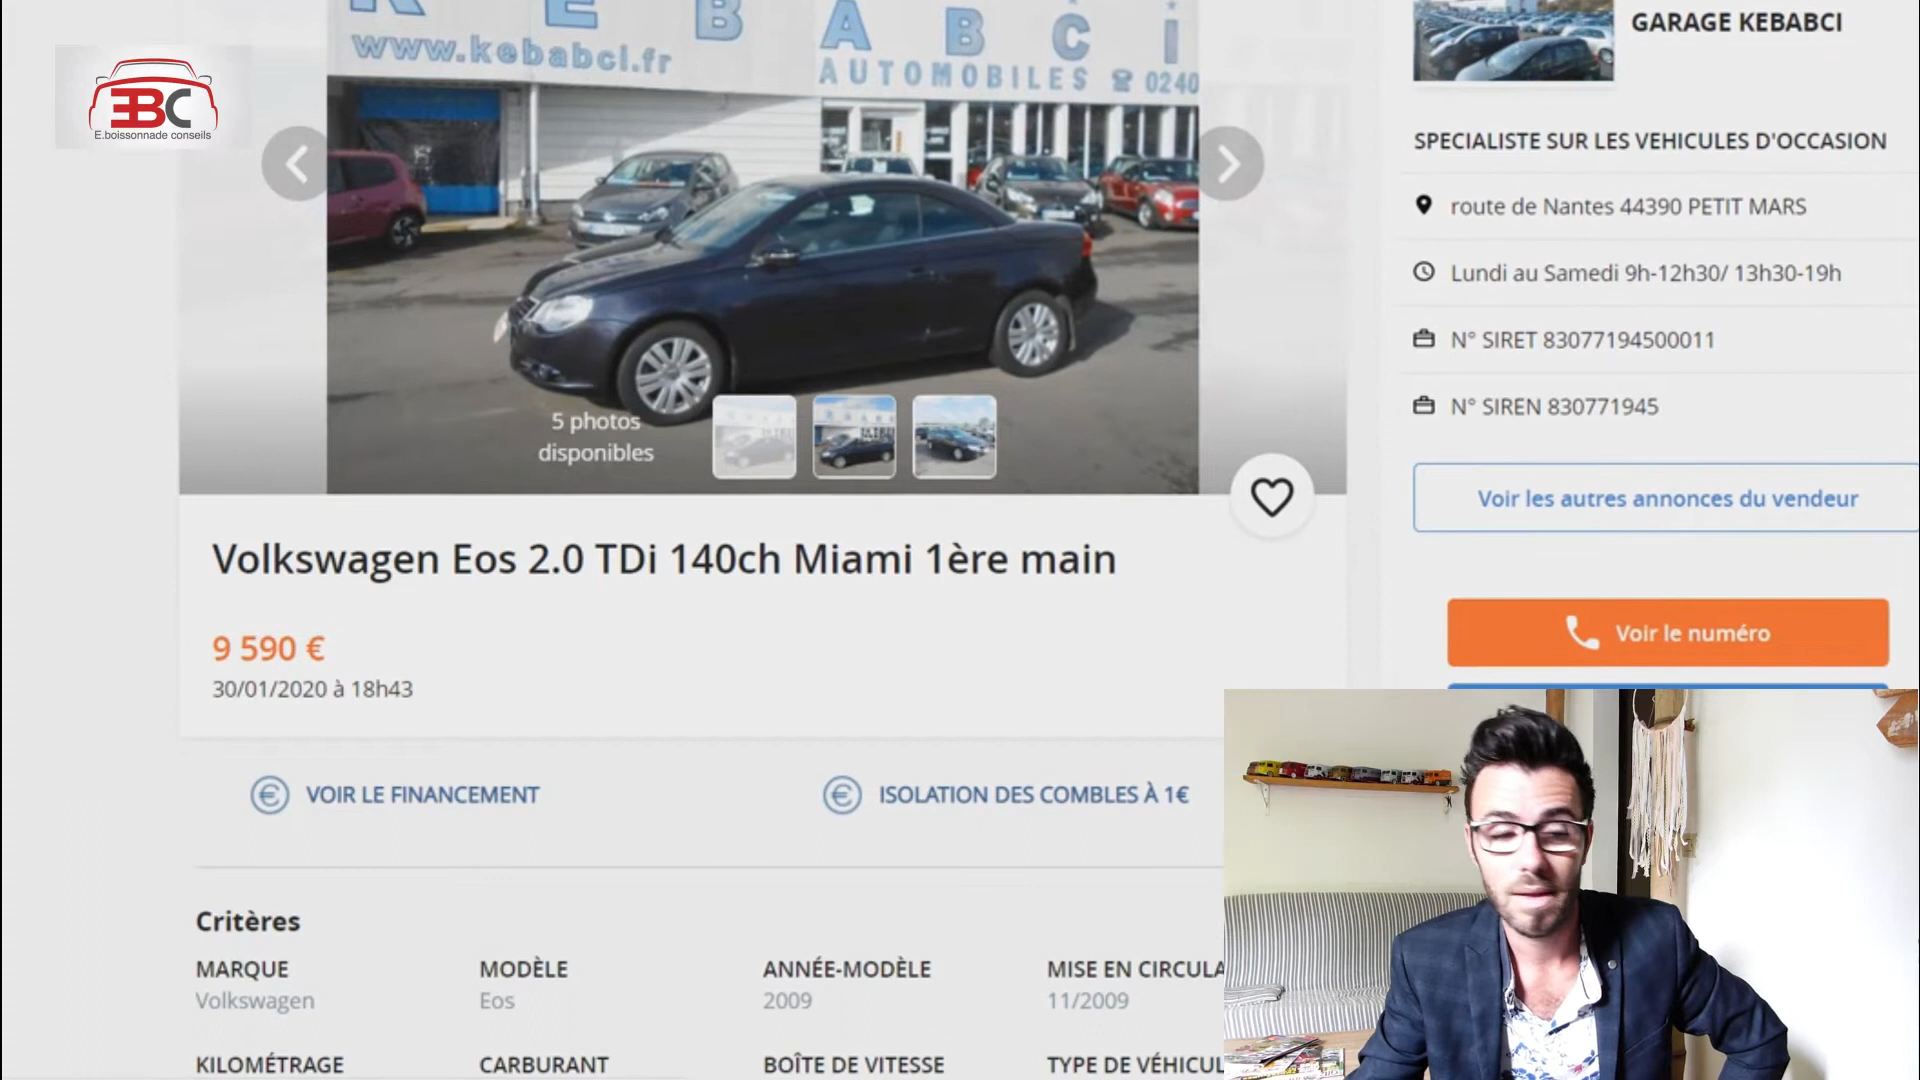 K E B A B C i
www.kebabci.fr
AUTOMOBILES ☎ 0240
EBC
E.boissonnade conseils
5 photos
disponibles
Volkswagen Eos 2.0 TDi 140ch Miami 1ère main
9 590 €
30/01/2020 à 18h43
VOIR LE FINANCEMENT
ISOLATION DES COMBLES À 1€
Critères
MARQUE
Volkswagen
MODÈLE
Eos
ANNÉE-MODÈLE
2009
MISE EN CIRCULA
11/2009
KILOMÉTRAGE
CARBURANT
BOÎTE DE VITESSE
TYPE DE VÉHICUL
GARAGE KEBABCI
SPECIALISTE SUR LES VEHICULES D'OCCASION
route de Nantes 44390 PETIT MARS
Lundi au Samedi 9h-12h30/ 13h30-19h
N° SIRET 83077194500011
N° SIREN 830771945
Voir les autres annonces du vendeur
Voir le numéro